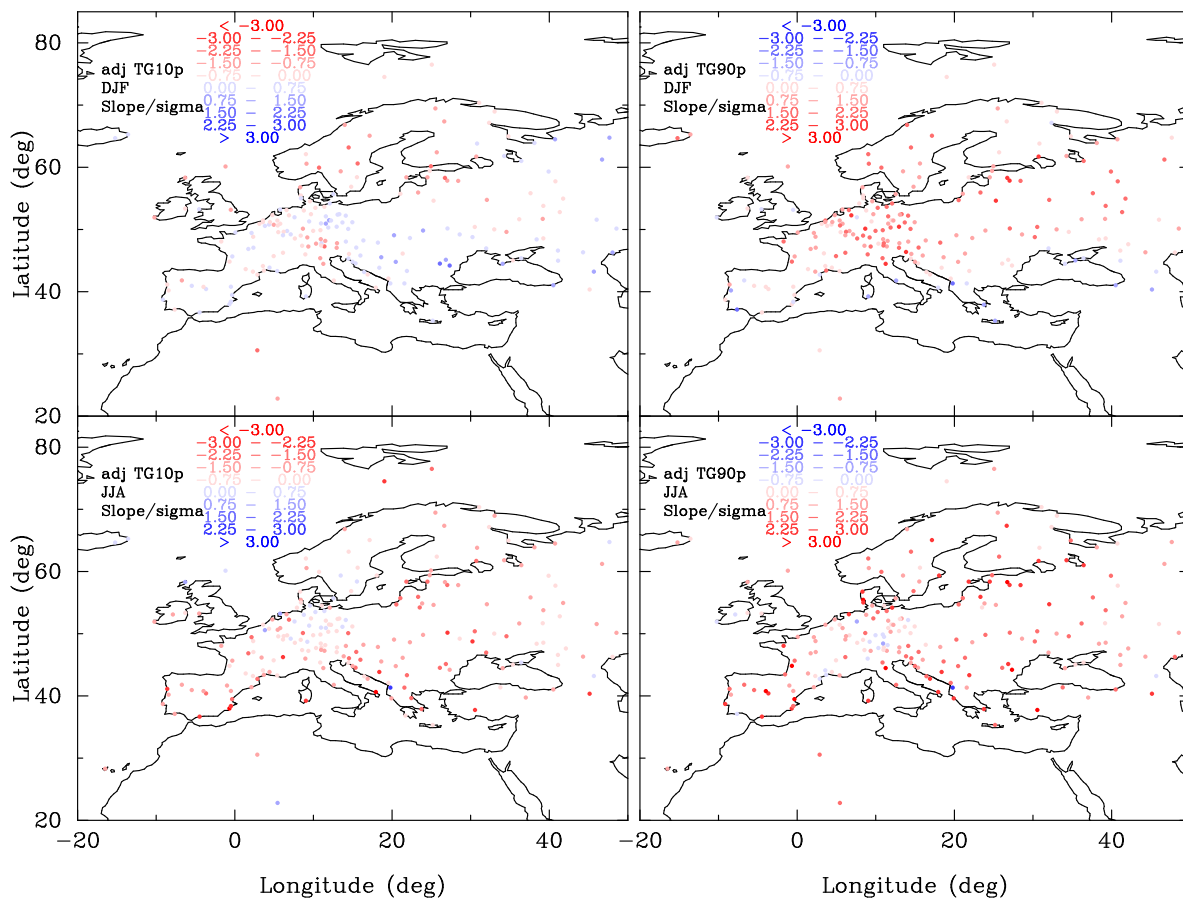 80
60
40
20
Latitude (deg)
< −3.00
−3.00 − −2.25
−2.25 − −1.50
−1.50 − −0.75
−0.75 − 0.00
0.00 − 0.75
0.75 − 1.50
1.50 − 2.25
2.25 − 3.00
> 3.00
adj TG10p
DJF
Slope/sigma
< −3.00
−3.00 − −2.25
−2.25 − −1.50
−1.50 − −0.75
−0.75 − 0.00
0.00 − 0.75
0.75 − 1.50
1.50 − 2.25
2.25 − 3.00
> 3.00
adj TG90p
DJF
Slope/sigma
80
60
40
20
Latitude (deg)
< −3.00
−3.00 − −2.25
−2.25 − −1.50
−1.50 − −0.75
−0.75 − 0.00
0.00 − 0.75
0.75 − 1.50
1.50 − 2.25
2.25 − 3.00
> 3.00
adj TG10p
JJA
Slope/sigma
< −3.00
−3.00 − −2.25
−2.25 − −1.50
−1.50 − −0.75
−0.75 − 0.00
0.00 − 0.75
0.75 − 1.50
1.50 − 2.25
2.25 − 3.00
> 3.00
adj TG90p
JJA
Slope/sigma
−20 0 20 40
−20 0 20 40
Longitude (deg)
Longitude (deg)